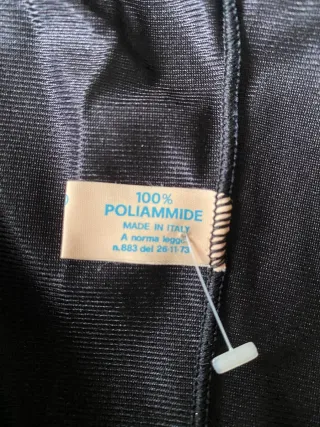 100%
POLIAMMIDE
MADE IN ITALY
A norma legge
n.883 del 26-11-73